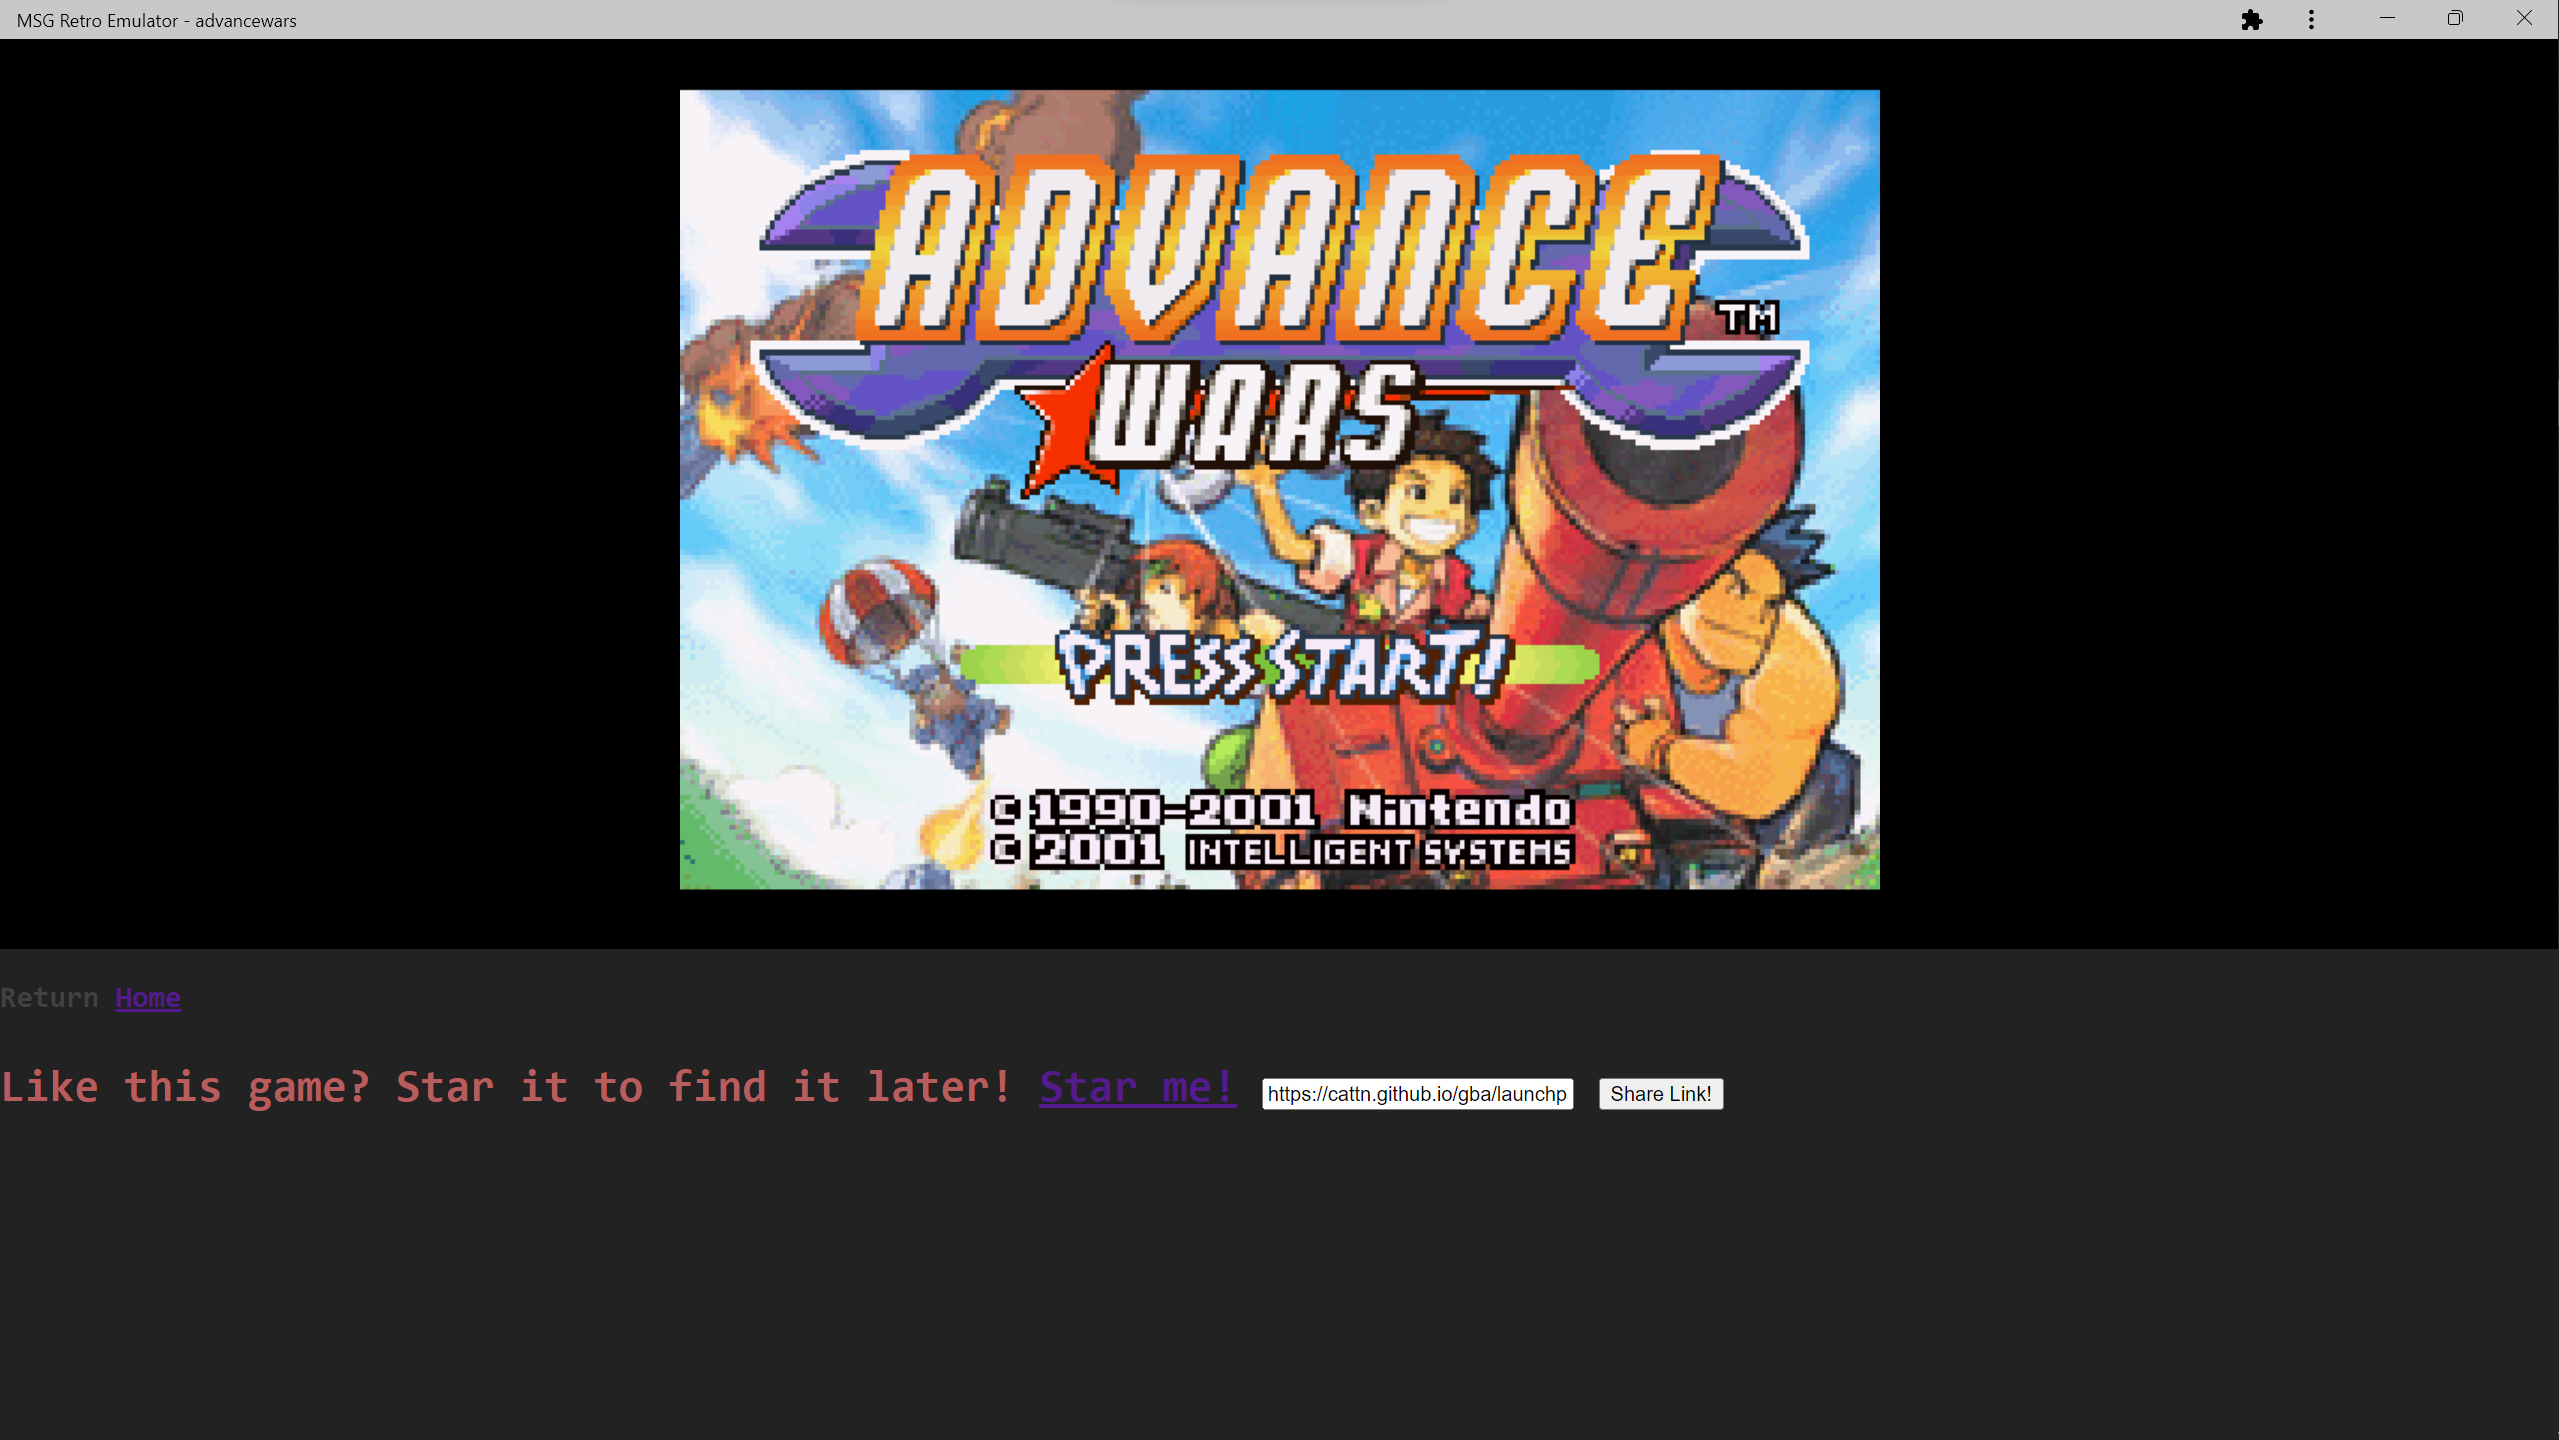 MSG Retro Emulator - advancewars
ADVANCE
TM
WARS
PRESS START!
© 1990-2001 Nintendo
© 2001 INTELLIGENT SYSTEMS
Return Home
Like this game? Star it to find it later! Star me! https://cattn.github.io/gba/launchp Share Link!